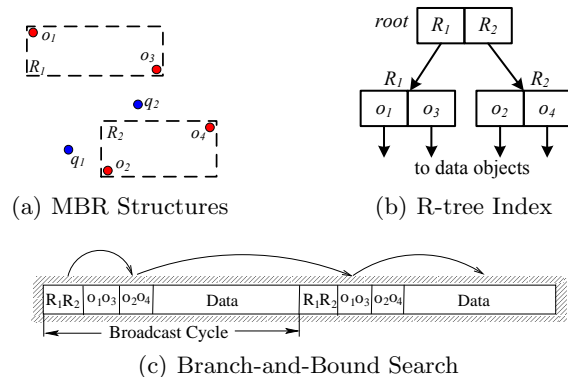 o1
R1
o3
q2
R2
o4
q1
o2
(a) MBR Structures
root
R1 R2
R1 R2
o1 o3 o2 o4
to data objects
(b) R-tree Index
R1R2 o1o3 o2o4 Data R1R2 o1o3 o2o4 Data
Broadcast Cycle
(c) Branch-and-Bound Search